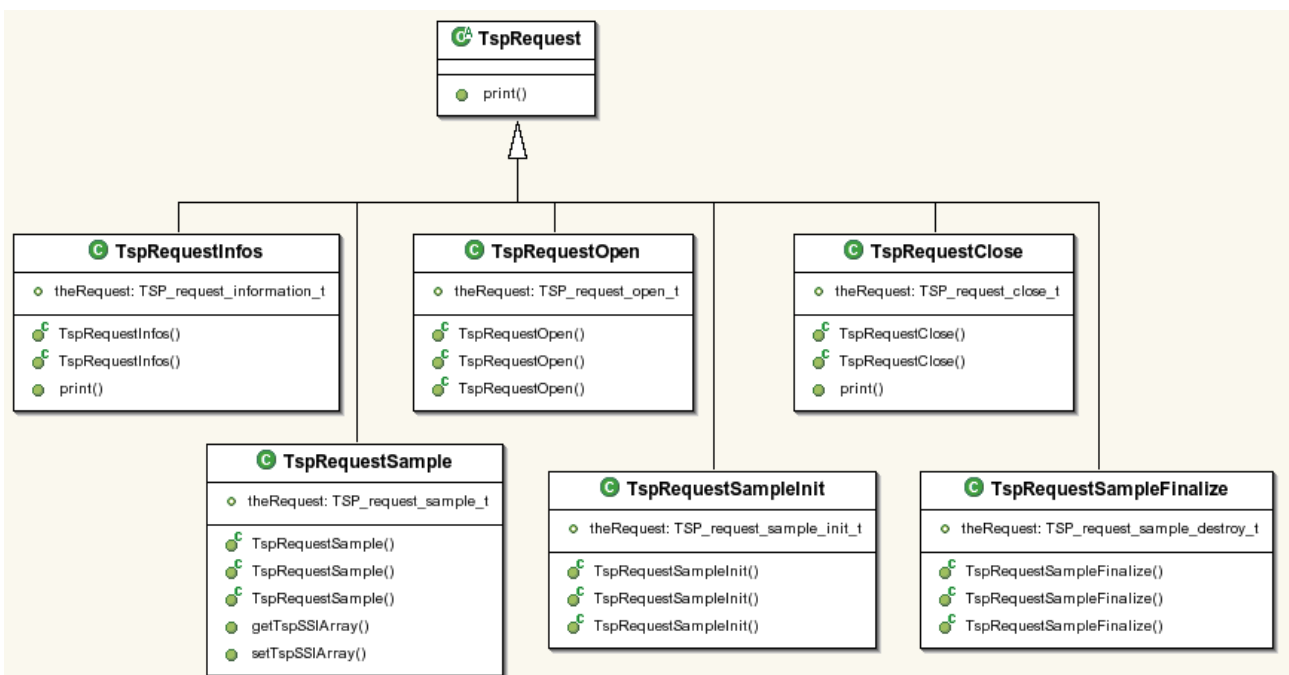 TspRequest
print()
TspRequestInfos
theRequest: TSP_request_information_t
TspRequestInfos()
TspRequestInfos()
print()
TspRequestOpen
theRequest: TSP_request_open_t
TspRequestOpen()
TspRequestOpen()
TspRequestOpen()
TspRequestClose
theRequest: TSP_request_close_t
TspRequestClose()
TspRequestClose()
print()
TspRequestSample
theRequest: TSP_request_sample_t
TspRequestSample()
TspRequestSample()
TspRequestSample()
getTspSSIArray()
setTspSSIArray()
TspRequestSampleInit
theRequest: TSP_request_sample_init_t
TspRequestSampleInit()
TspRequestSampleInit()
TspRequestSampleInit()
TspRequestSampleFinalize
theRequest: TSP_request_sample_destroy_t
TspRequestSampleFinalize()
TspRequestSampleFinalize()
TspRequestSampleFinalize()